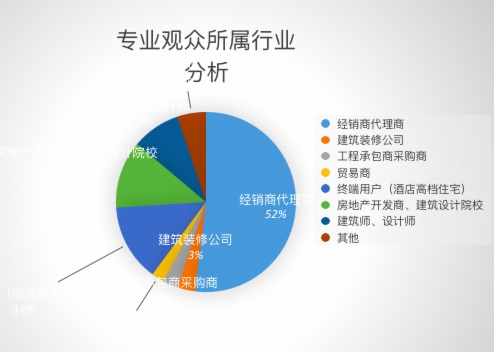 专业观众所属行业
分析
经销商代理
52%
建筑装修公司
3%
包商采购商
14%
计院校
经销商代理商
建筑装修公司
工程承包商采购商
贸易商
终端用户（酒店高档住宅）
房地产开发商、建筑设计院校
建筑师、设计师
其他